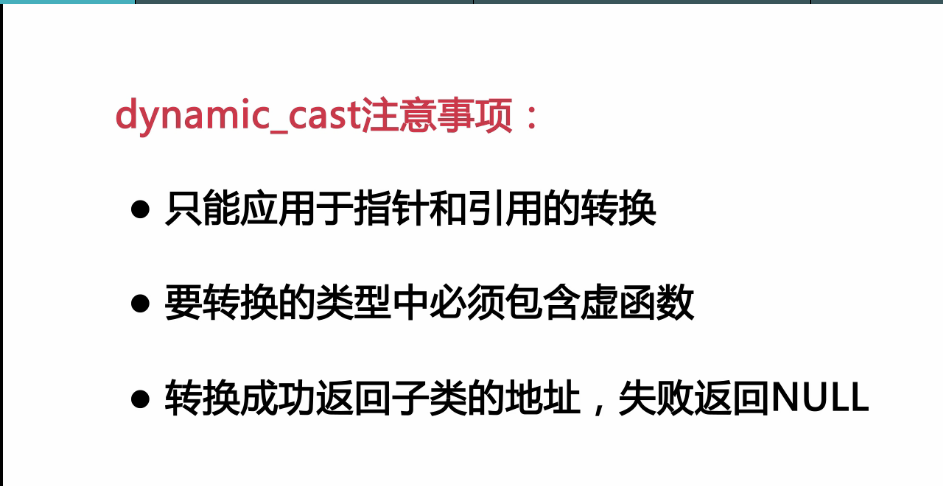 dynamic_cast注意事项：
● 只能应用于指针和引用的转换
● 要转换的类型中必须包含虚函数
● 转换成功返回子类的地址，失败返回NULL